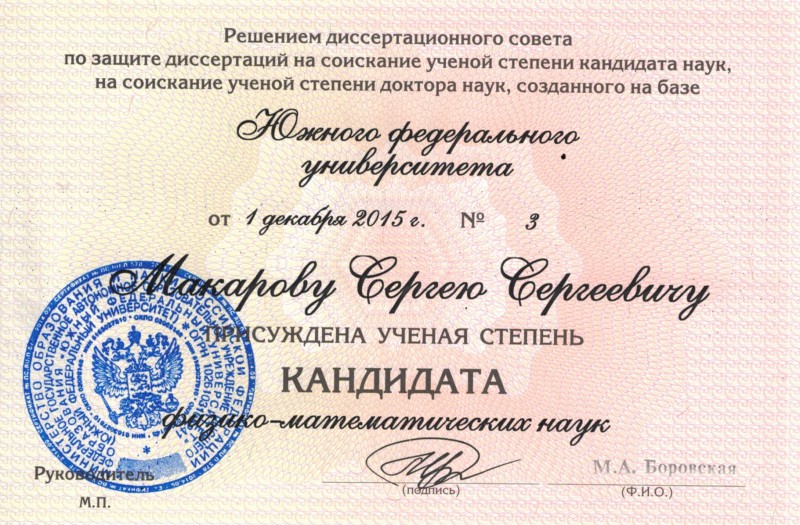 Решением диссертационного совета
по защите диссертаций на соискание ученой степени кандидата наук,
на соискание ученой степени доктора наук, созданного на базе
Южного федерального
университета
от 1 декабря 2015 г. № 3
Макарову Сергею Сергеевичу
ПРИСУЖДЕНА УЧЕНАЯ СТЕПЕНЬ
КАНДИДАТА
физико-математических наук
Руководитель
М.А. Боровская
М.П.
(подпись)
(Ф.И.О.)